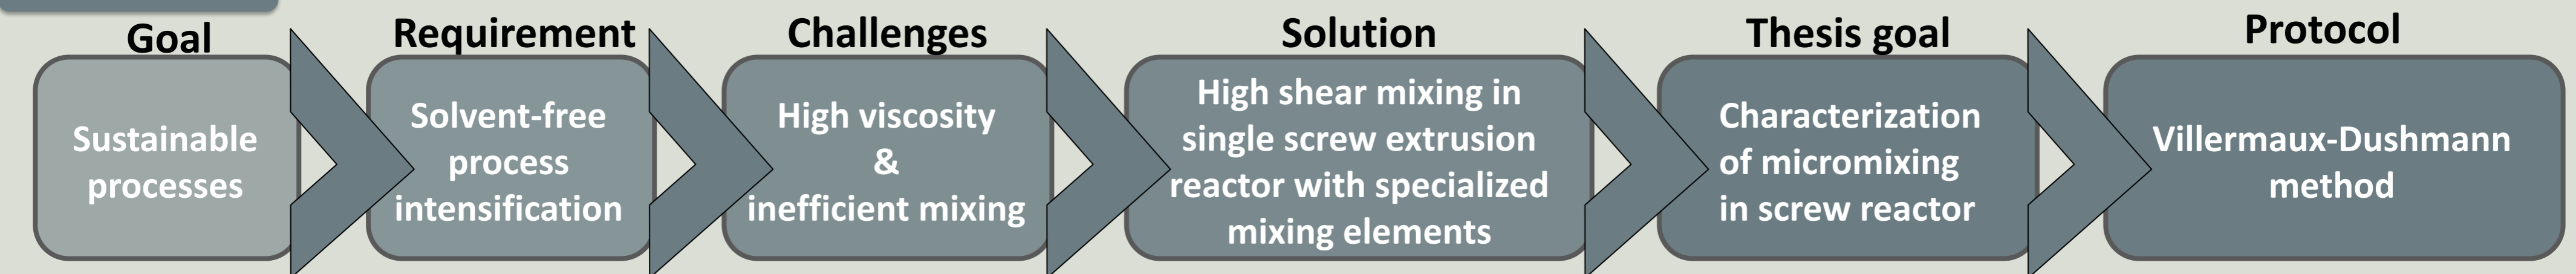 Goal
Sustainable
processes
Requirement
Solvent-free
process
intensification
Challenges
High viscosity
&
inefficient mixing
Solution
High shear mixing in
single screw extrusion
reactor with specialized
mixing elements
Thesis goal
Characterization
of micromixing
in screw reactor
Protocol
Villermaux-Dushmann
method